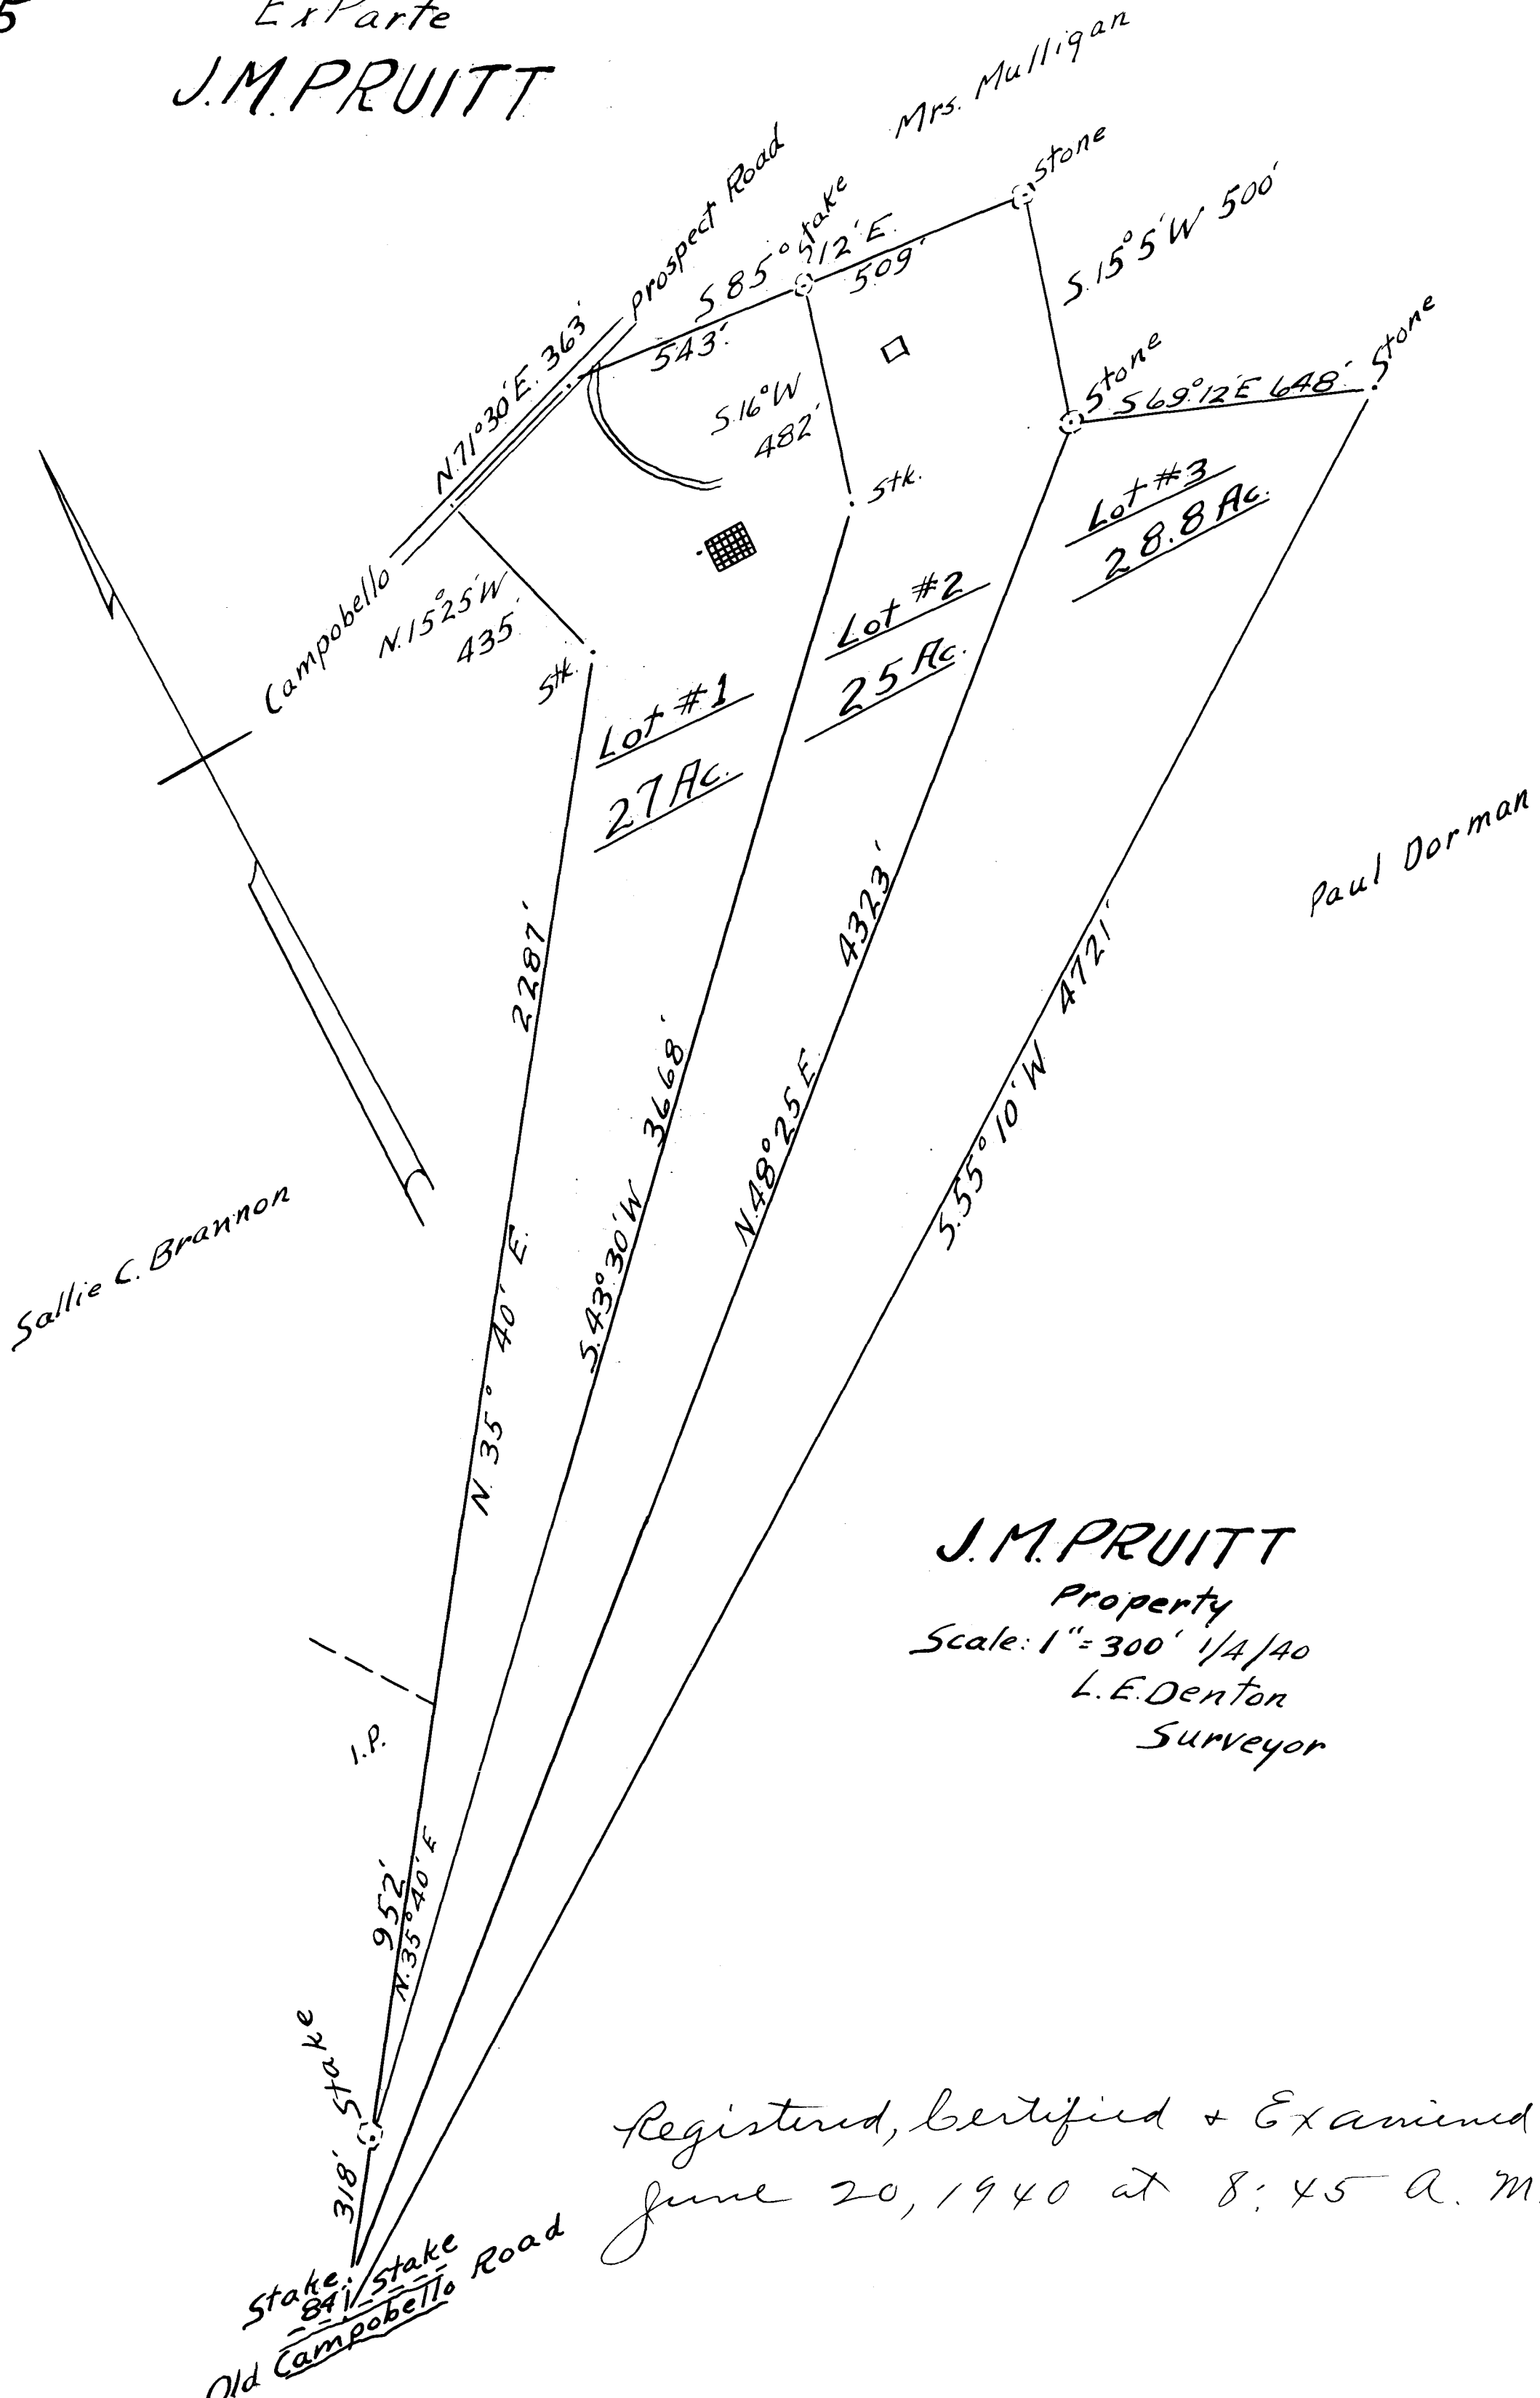 5
ExParte
J.M.PRUITT
Mrs. Mulligan
prospect Road
stake
stone
S.85°12'E.
509'
543'
S.15°5'W 500'
N.71°30'E. 363'
S.16°W
482'
Stone
S69°12'E 648'
Stone
Stk.
Campobello
N.15°25'W
435'
Stk.
Lot #3
28.8 Ac.
Lot #2
25 Ac.
Lot #1
27 Ac.
Paul Dorman
2287'
N. 35° 40' E.
S.43°30'W 3668'
N.48°25'E. 4323'
S.55°10'W 4721'
Sallie C. Brannon
J.M.PRUITT
Property
Scale: 1"=300' 1/4/40
L.E.Denton
Surveyor
I.P.
952'
N.35°40'E
Stake
318'
Registered, Certified + Examined
June 20, 1940 at 8:45 A. M
Stake
84'
Stake
Old Campobello Road